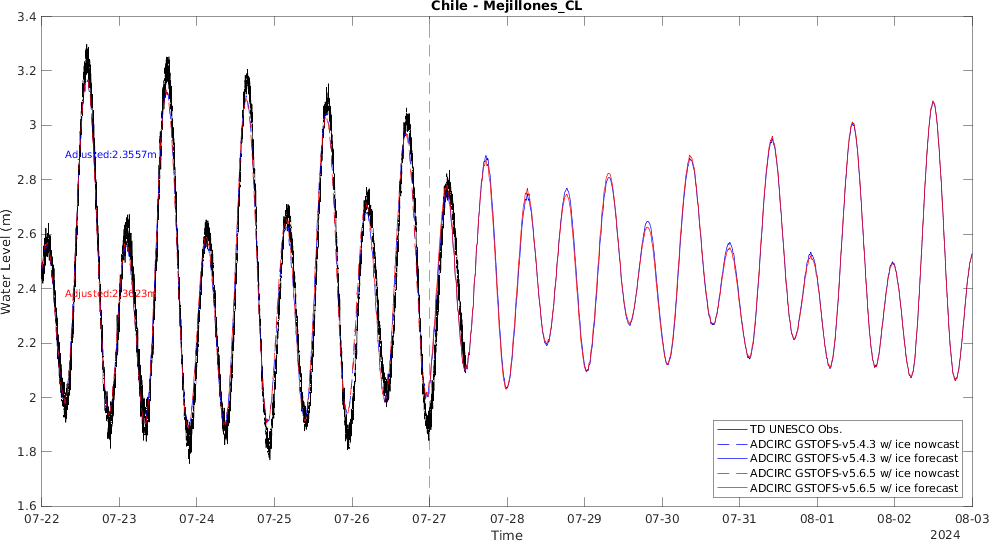 Chile - Mejillones_CL
3.4
3.2
3
2.8
2.6
2.4
2.2
2
1.8
1.6
Water Level (m)
Adjusted:2.3557m
Adjusted:2.3623m
TD UNESCO Obs.
ADCIRC GSTOFS-v5.4.3 w/ ice nowcast
ADCIRC GSTOFS-v5.4.3 w/ ice forecast
ADCIRC GSTOFS-v5.6.5 w/ ice nowcast
ADCIRC GSTOFS-v5.6.5 w/ ice forecast
07-22 07-23 07-24 07-25 07-26 07-27 07-28 07-29 07-30 07-31 08-01 08-02 08-03
Time
2024